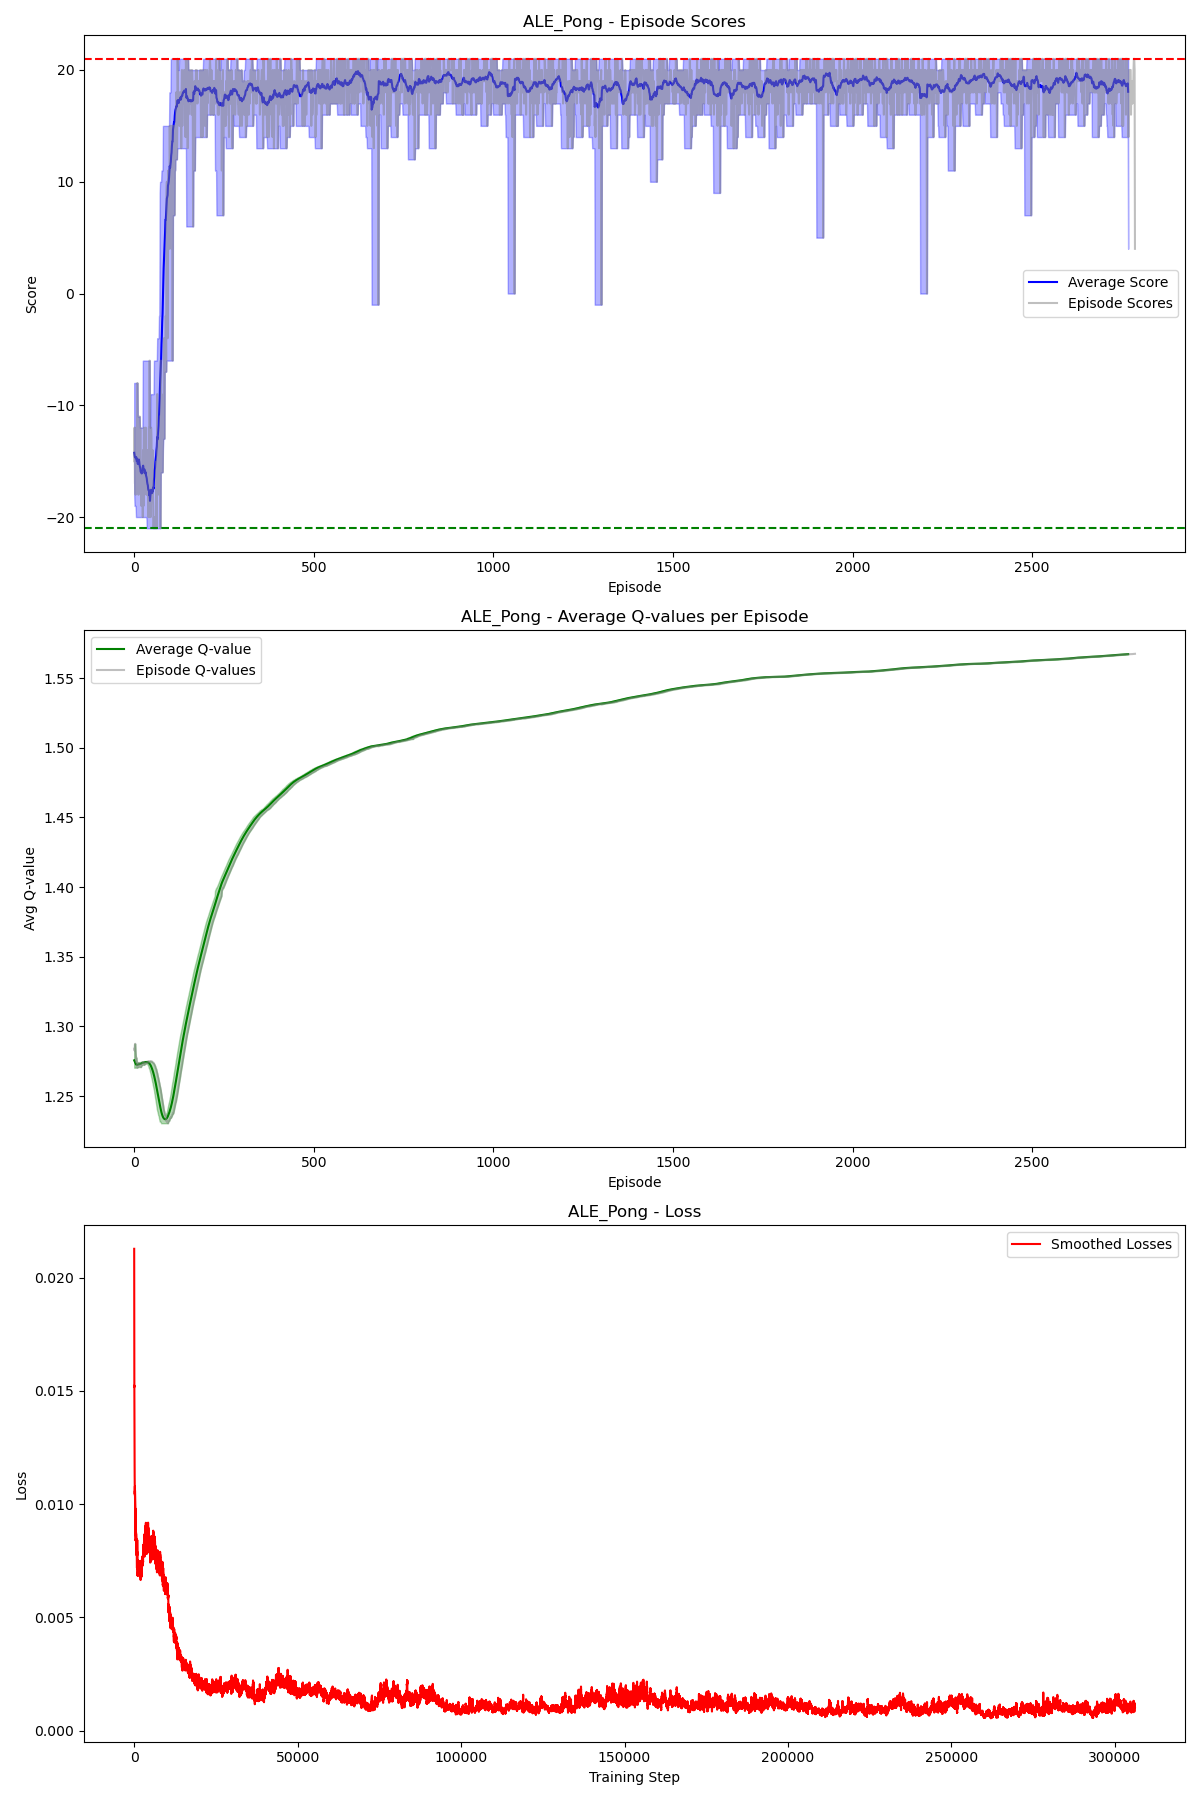 ALE_Pong - Episode Scores
Score
20
10
0
−10
−20
Average Score
Episode Scores
0 500 1000 1500 2000 2500
Episode
ALE_Pong - Average Q-values per Episode
Avg Q-value
Average Q-value
Episode Q-values
1.55
1.50
1.45
1.40
1.35
1.30
1.25
0 500 1000 1500 2000 2500
Episode
ALE_Pong - Loss
Loss
Smoothed Losses
0.020
0.015
0.010
0.005
0.000
0 50000 100000 150000 200000 250000 300000
Training Step